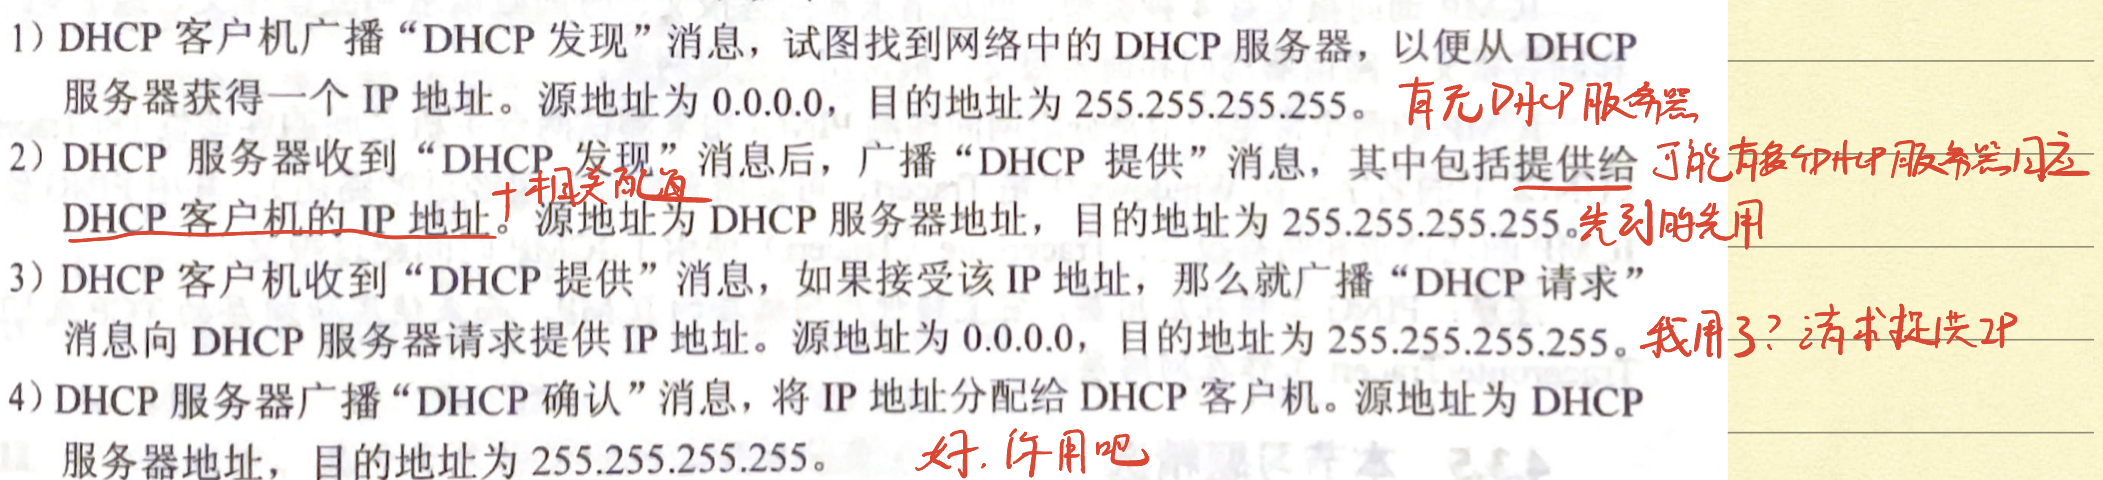 1）DHCP 客户机广播“DHCP 发现”消息，试图找到网络中的 DHCP 服务器，以便从 DHCP
服务器获得一个 IP 地址。源地址为 0.0.0.0，目的地址为 255.255.255.255。 有无DHCP服务器
2）DHCP 服务器收到“DHCP 发现”消息后，广播“DHCP 提供”消息，其中包括提供给 可能有多个DHCP服务器回应
+相关配置
DHCP 客户机的 IP 地址。源地址为 DHCP 服务器地址，目的地址为 255.255.255.255。先到的先用
3）DHCP 客户机收到“DHCP 提供”消息，如果接受该 IP 地址，那么就广播“DHCP 请求”
消息向 DHCP 服务器请求提供 IP 地址。源地址为 0.0.0.0，目的地址为 255.255.255.255。我用了？请求提供IP
4）DHCP 服务器广播“DHCP 确认”消息，将 IP 地址分配给 DHCP 客户机。源地址为 DHCP
服务器地址，目的地址为 255.255.255.255。 好，你用吧